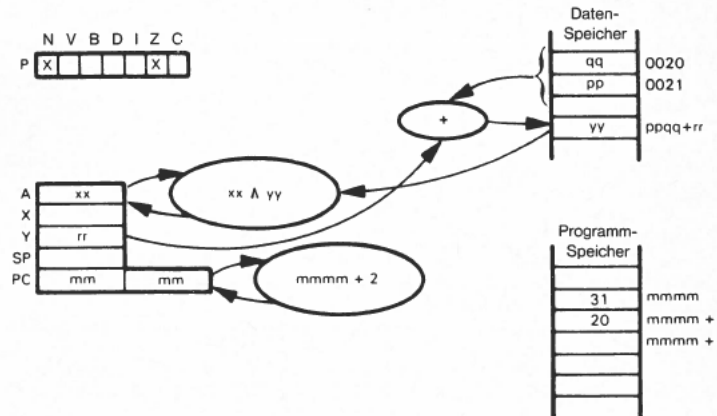 N V B D I Z C
P X X
Daten-
Speicher
qq 0020
pp 0021
+
yy ppqq+rr
A xx
xx ∧ yy
X
Y rr
SP
PC mm mm
mmmm + 2
Programm-
Speicher
31 mmmm
20 mmmm +
mmmm +